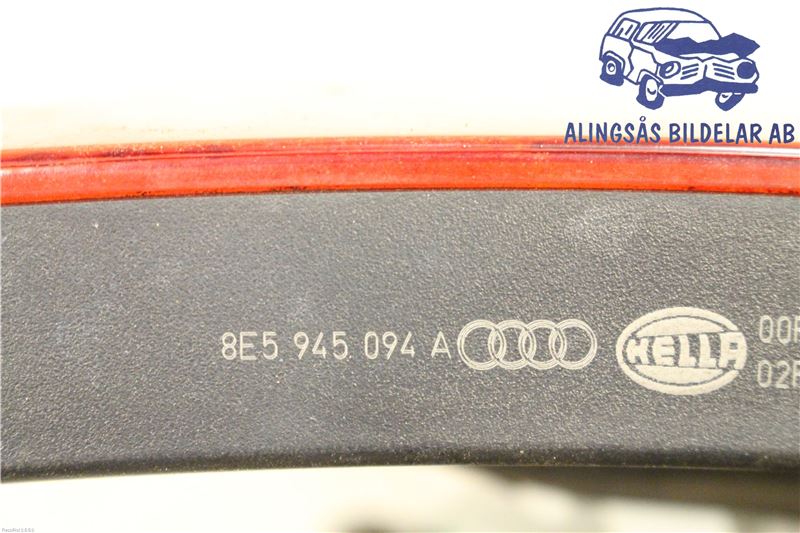 ALINGSÅS BILDELAR AB
8E5 945 094 A
HELLA